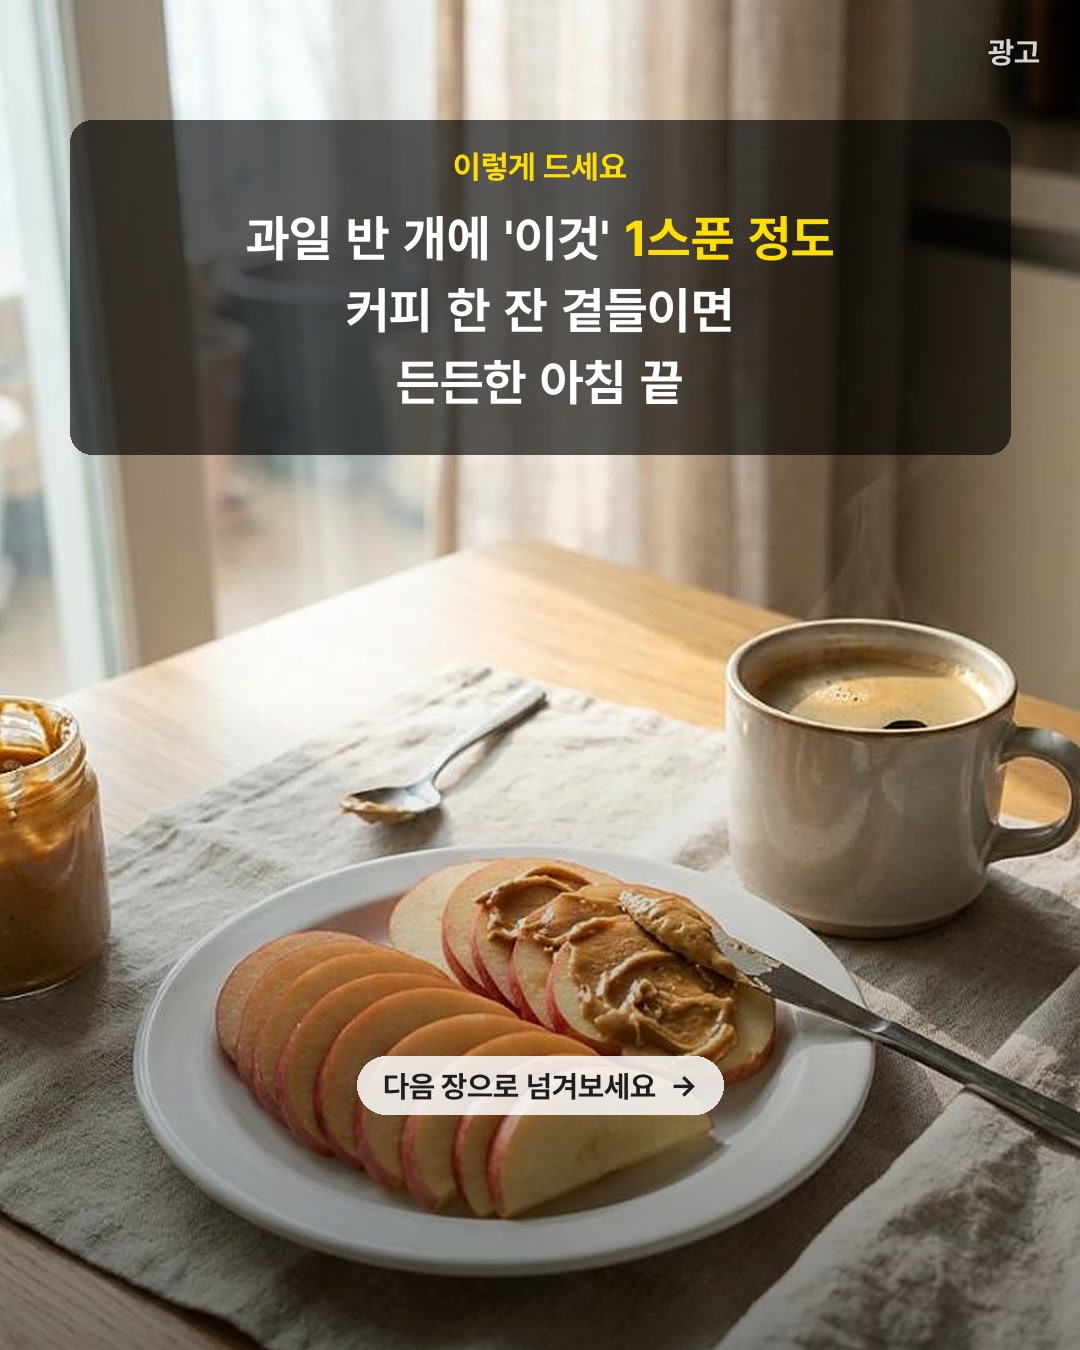 광고
이렇게 드세요
과일 반 개에 '이것' 1스푼 정도
커피 한 잔 곁들이면
든든한 아침 끝
다음 장으로 넘겨보세요 →